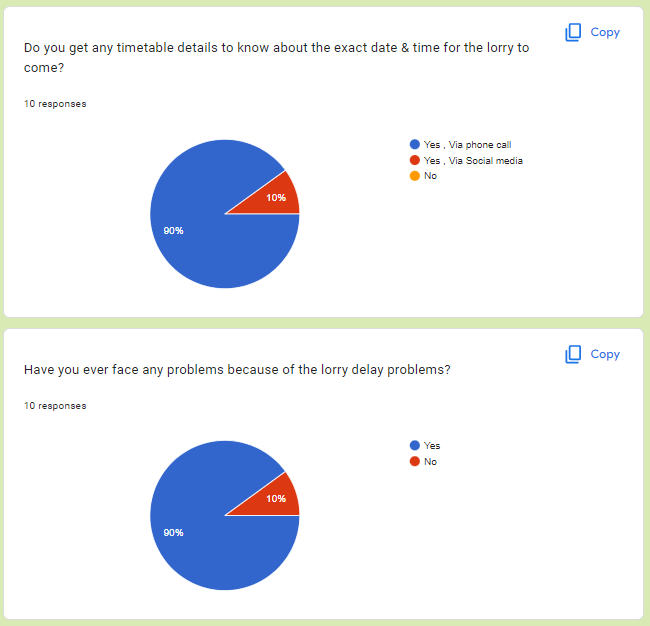 Copy
Do you get any timetable details to know about the exact date & time for the lorry to
come?
10 responses
Yes , Via phone call
Yes , Via Social media
No
10%
90%
Copy
Have you ever face any problems because of the lorry delay problems?
10 responses
Yes
No
10%
90%